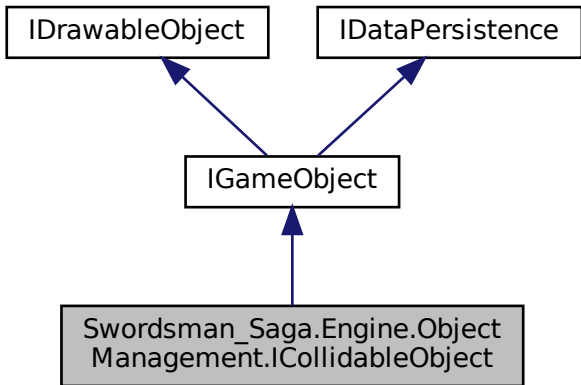 IDrawableObject
IDataPersistence
IGameObject
Swordsman_Saga.Engine.Object
Management.ICollidableObject